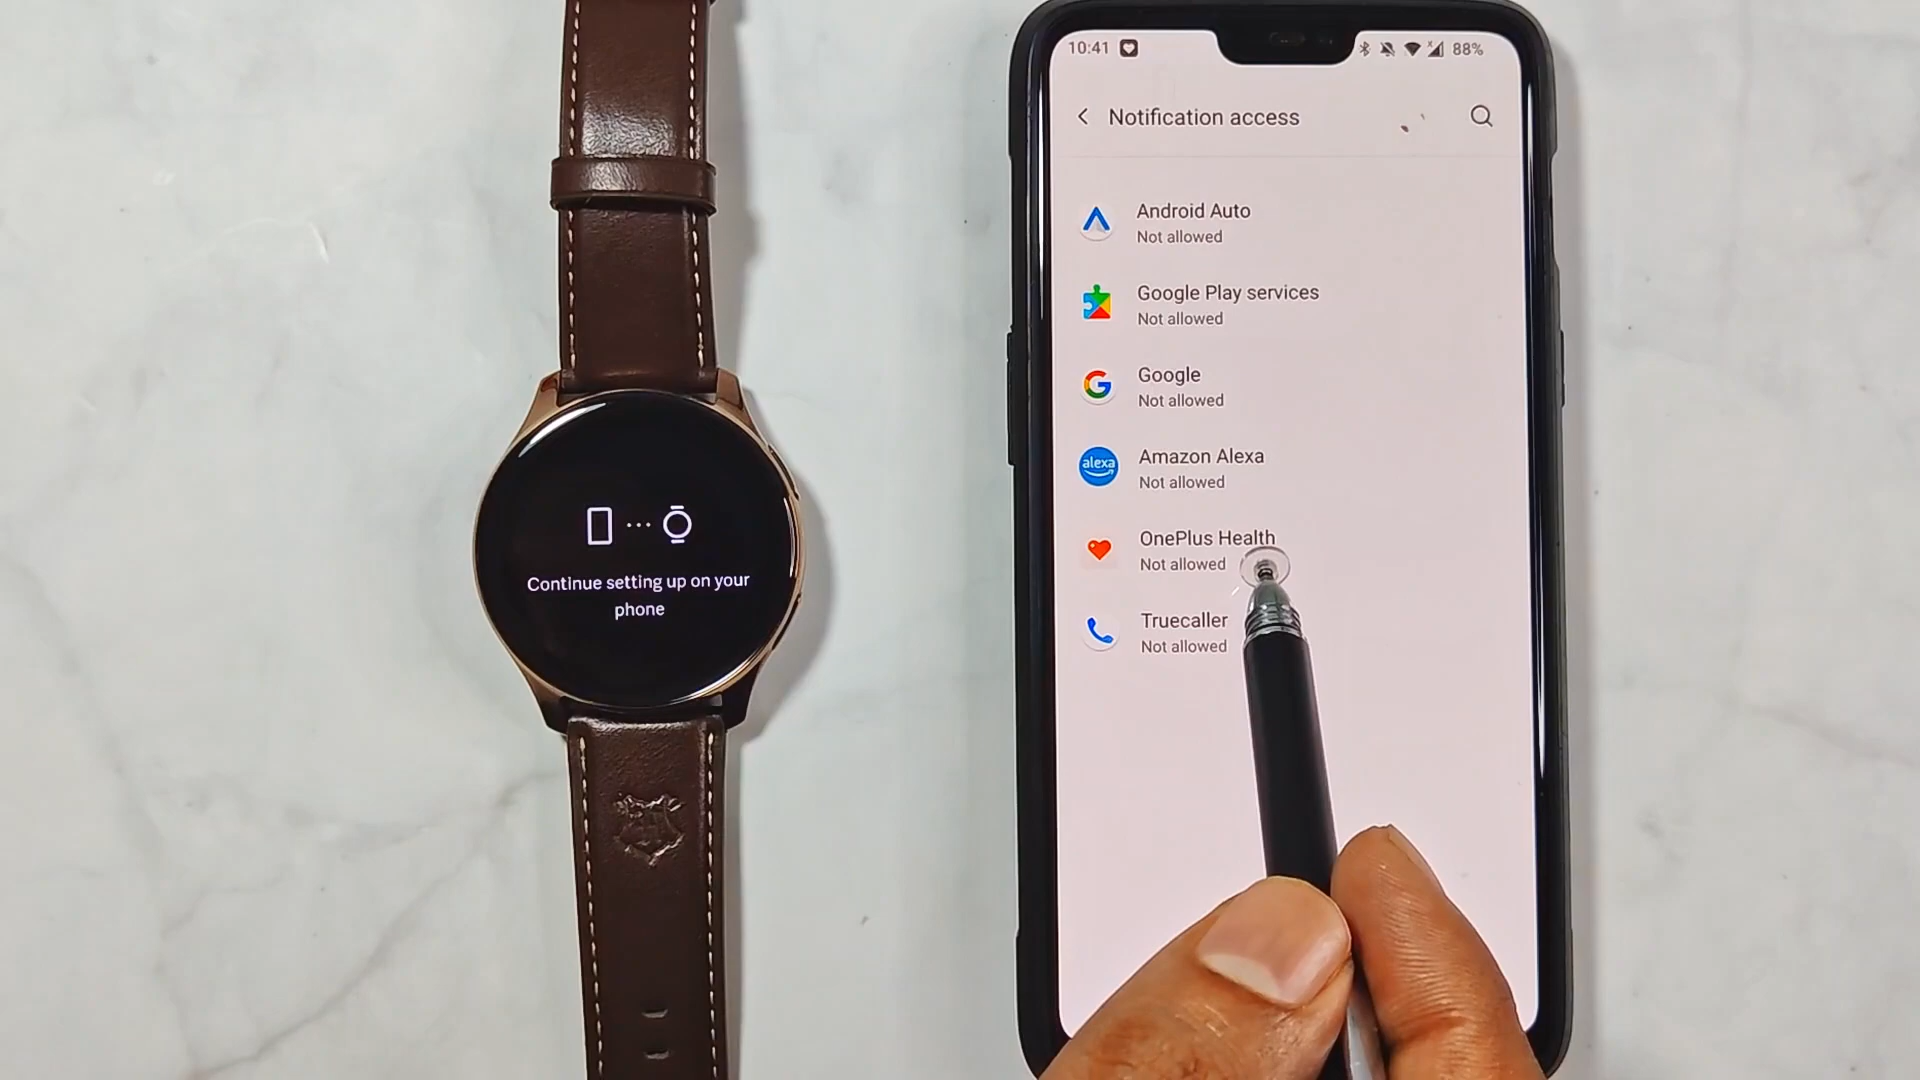 Continue setting up on your
phone
10:41
88%
Notification access
Android Auto
Not allowed
Google Play services
Not allowed
Google
Not allowed
alexa
Amazon Alexa
Not allowed
OnePlus Health
Not allowed
Truecaller
Not allowed